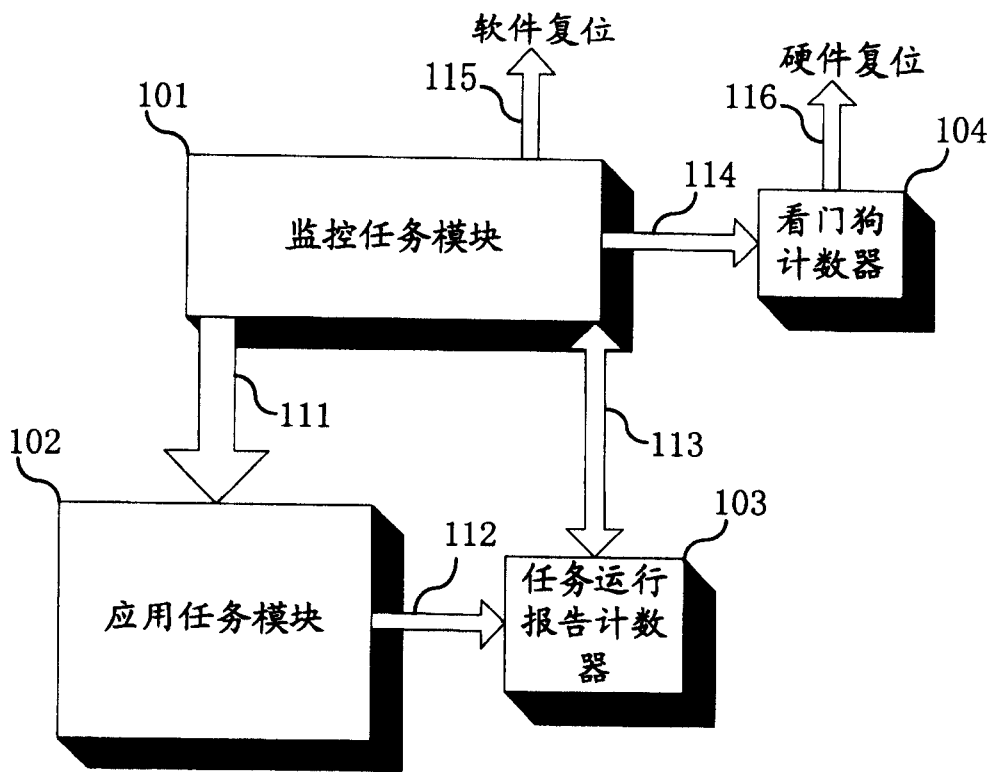 软件复位
115
硬件复位
116
101
104
监控任务模块
114
看门狗
计数器
111
113
102
103
112
应用任务模块
任务运行
报告计数
器